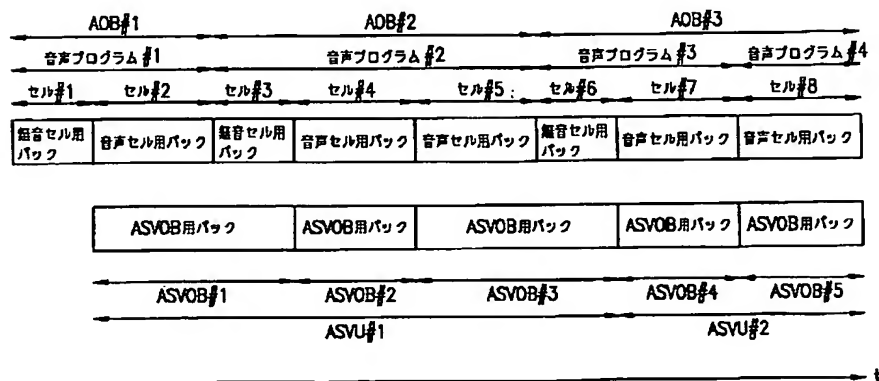 AOB#1 AOB#2 AOB#3
音声プログラム#1 音声プログラム#2 音声プログラム#3 音声プログラム#4
セル#1 セル#2 セル#3 セル#4 セル#5 セル#6 セル#7 セル#8
無音セル用パック 音声セル用パック 無音セル用パック 音声セル用パック 音声セル用パック 無音セル用パック 音声セル用パック 音声セル用パック
ASVOB用パック ASVOB用パック ASVOB用パック ASVOB用パック ASVOB用パック
ASVOB#1 ASVOB#2 ASVOB#3 ASVOB#4 ASVOB#5
ASVU#1 ASVU#2
t